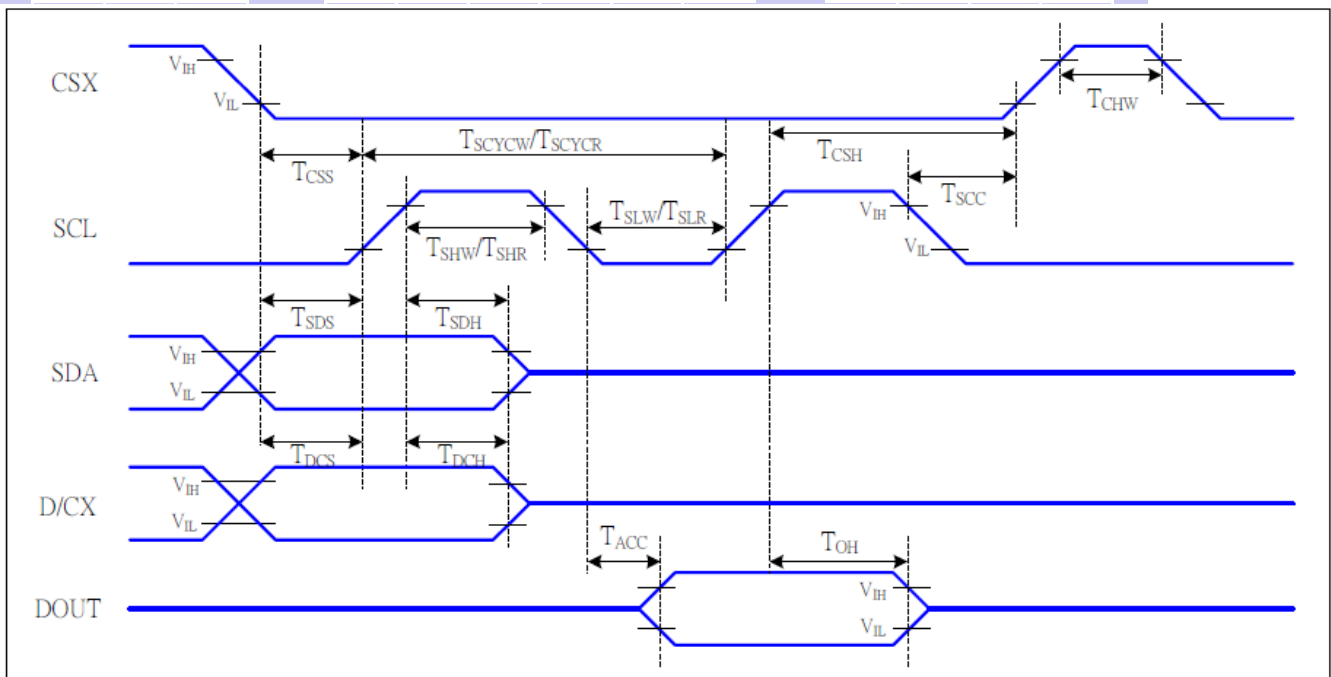 CSX
VIH
VIL
TCHW
TSCYCW/TSCYCR
TCSH
TCSS
TSCC
SCL
TSLW/TSLR
VIH
TSHW/TSHR
VIL
TSDS
TSDH
SDA
VIH
VIL
TDCS
TDCH
D/CX
VIH
VIL
TACC
TOH
DOUT
VIH
VIL